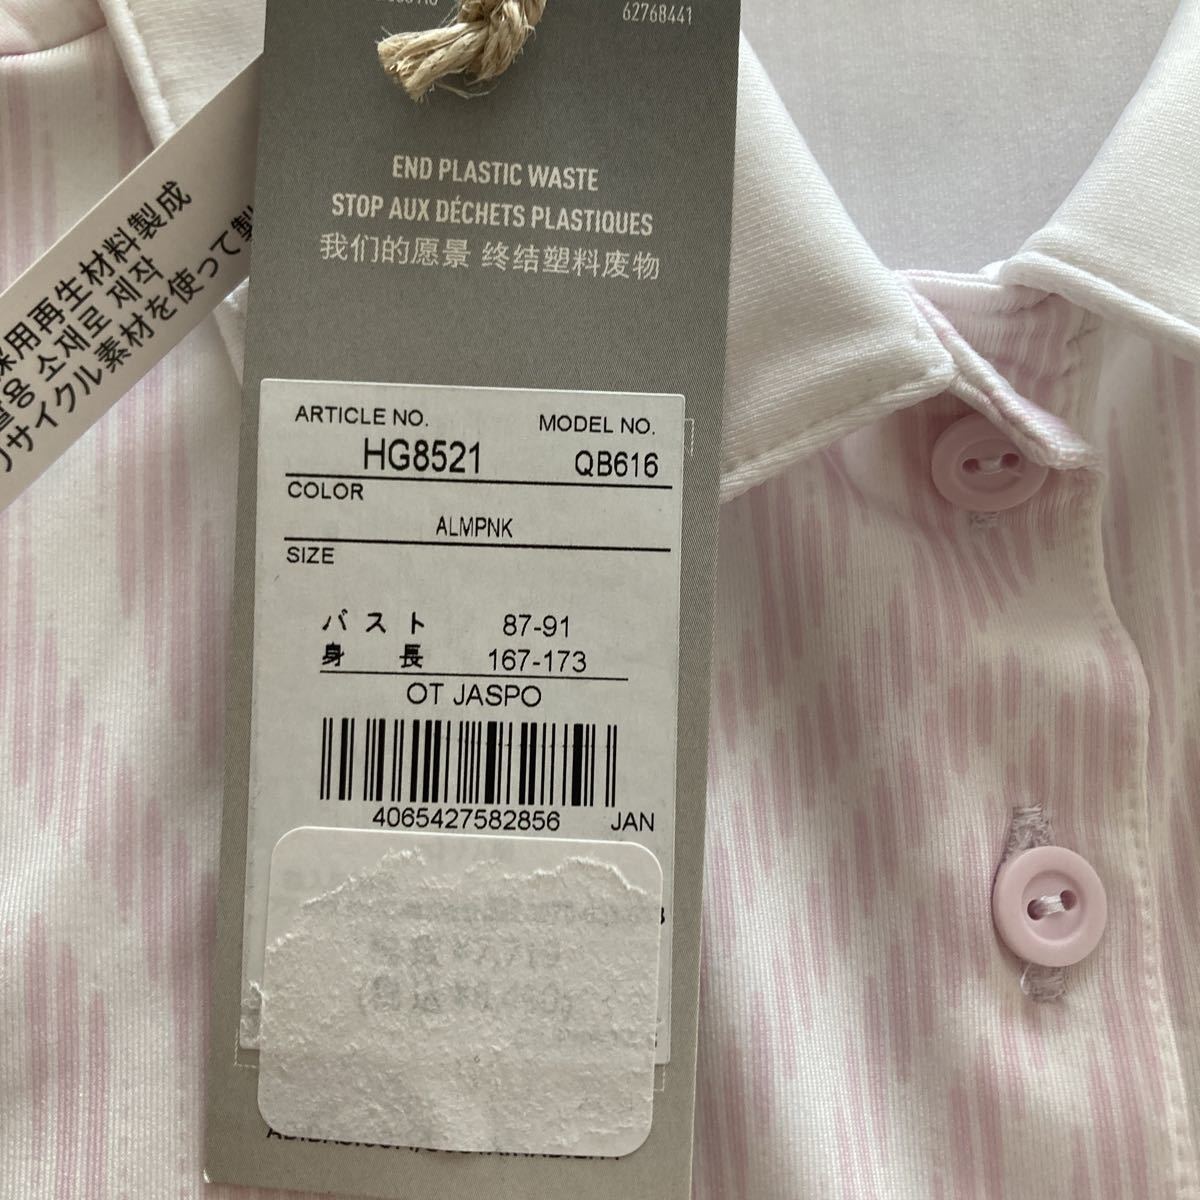 62768441
END PLASTIC WASTE
STOP AUX DÉCHETS PLASTIQUES
我们的愿景 终结塑料废物
採用再生材料製成
용 소재로 제작
リサイクル素材を使って製
ARTICLE NO.
HG8521
MODEL NO.
QB616
COLOR
ALMPNK
SIZE
バスト 87-91
身長 167-173
OT JASPO
4065427582856 JAN